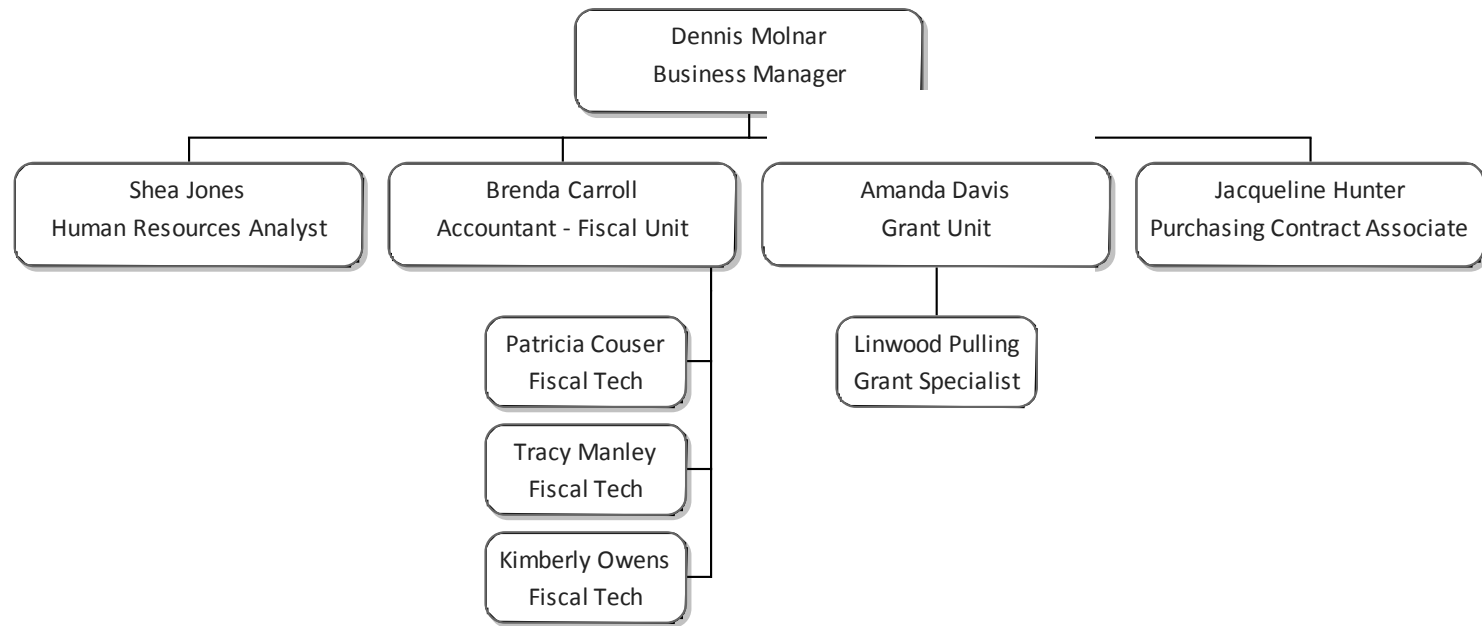 Dennis Molnar
Business Manager
Shea Jones
Human Resources Analyst
Brenda Carroll
Accountant - Fiscal Unit
Amanda Davis
Grant Unit
Jacqueline Hunter
Purchasing Contract Associate
Patricia Couser
Fiscal Tech
Tracy Manley
Fiscal Tech
Kimberly Owens
Fiscal Tech
Linwood Pulling
Grant Specialist